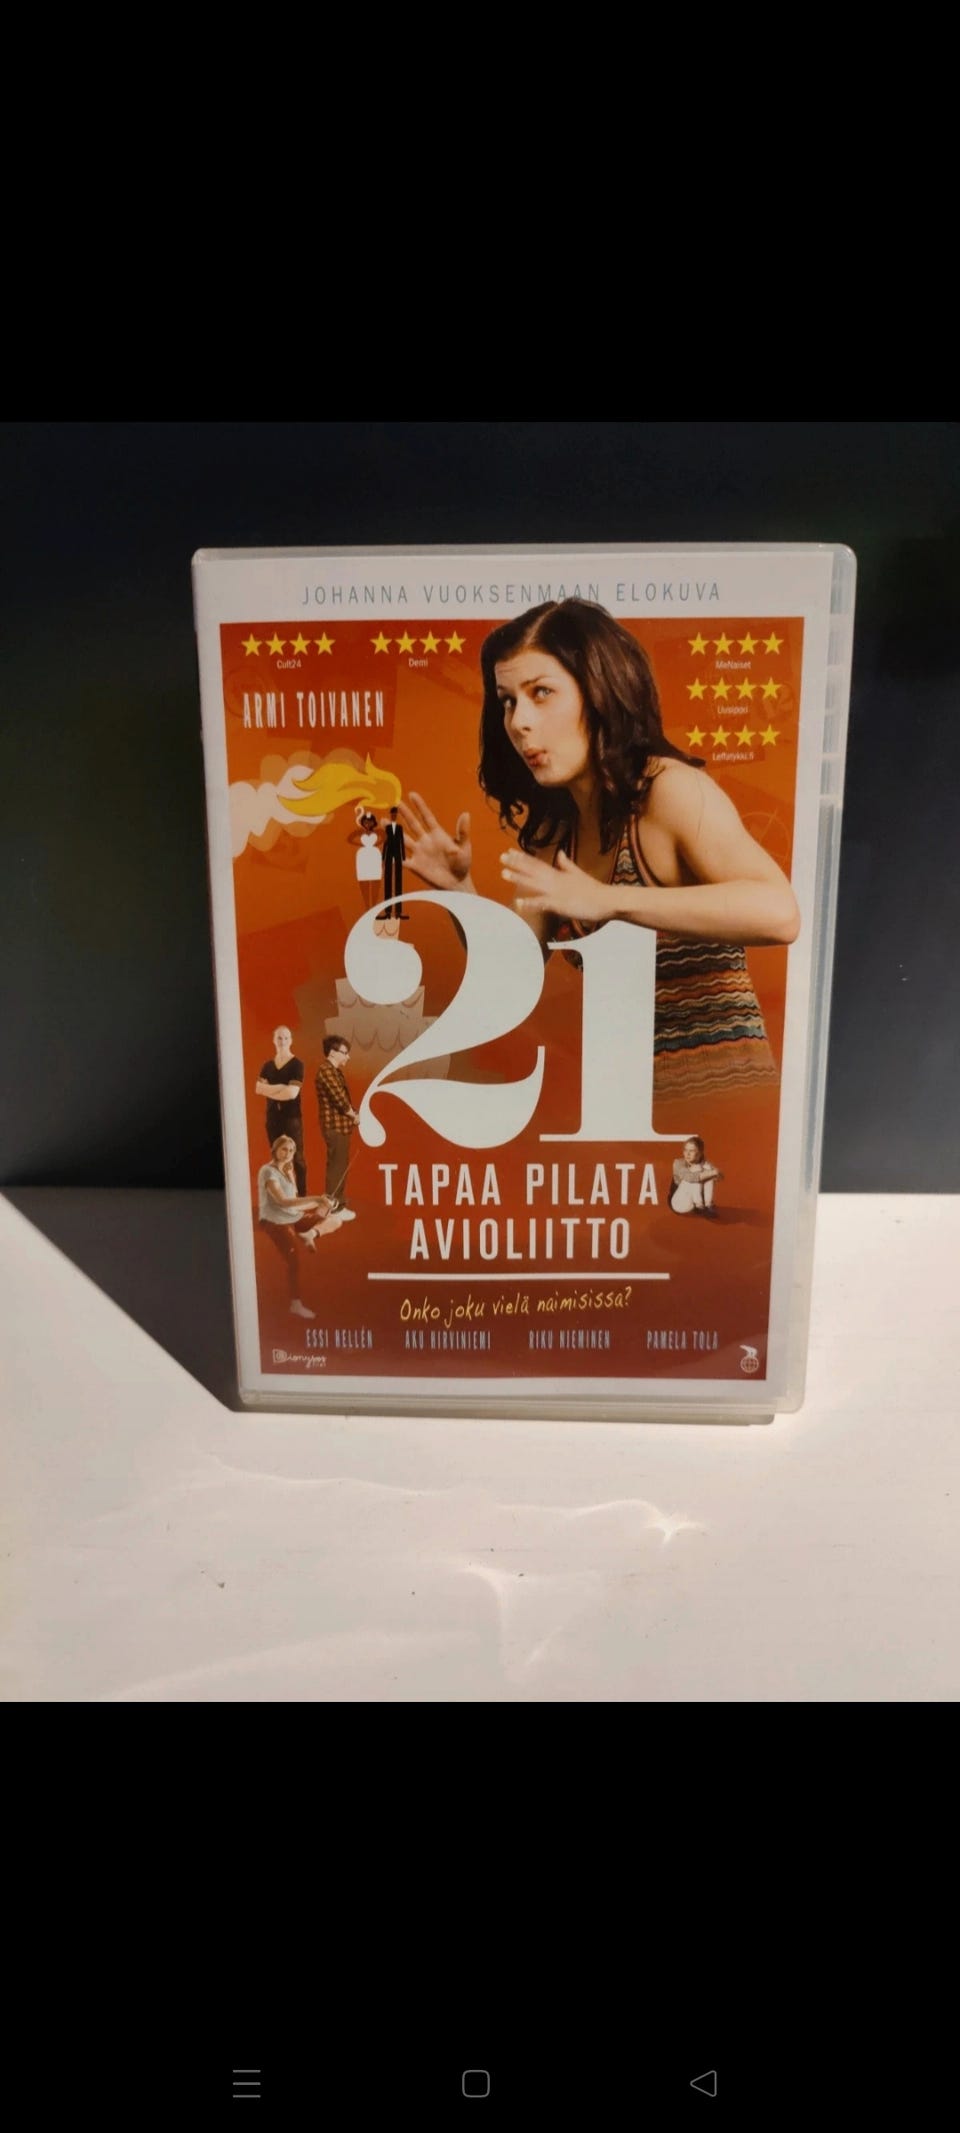 JOHANNA VUOKSENMAAN ELOKUVA
Cult24
Demi
MeNaiset
ARMI TOIVANEN
Uusipori
Leffatykki.fi
21
TAPAA PILATA
AVIOLIITTO
Onko joku vielä naimisissa?
ESSI HELLÉN AKU HIRVINIEMI RIKU NIEMINEN PAMELA TOLA
Dionysos